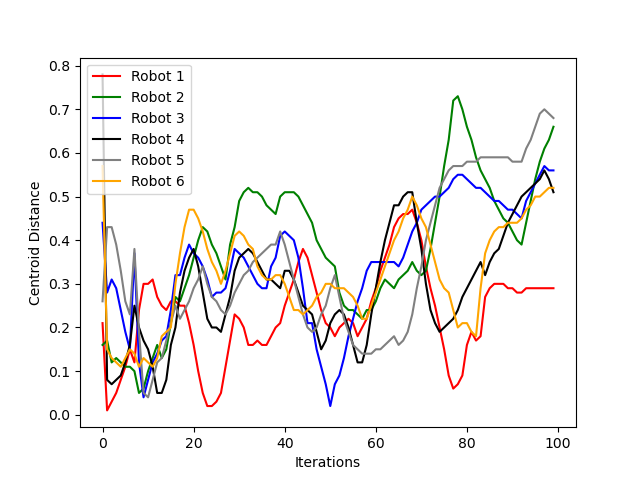 0.8
0.7
0.6
0.5
0.4
0.3
0.2
0.1
0.0
Centroid Distance
Robot 1
Robot 2
Robot 3
Robot 4
Robot 5
Robot 6
0 20 40 60 80 100
Iterations